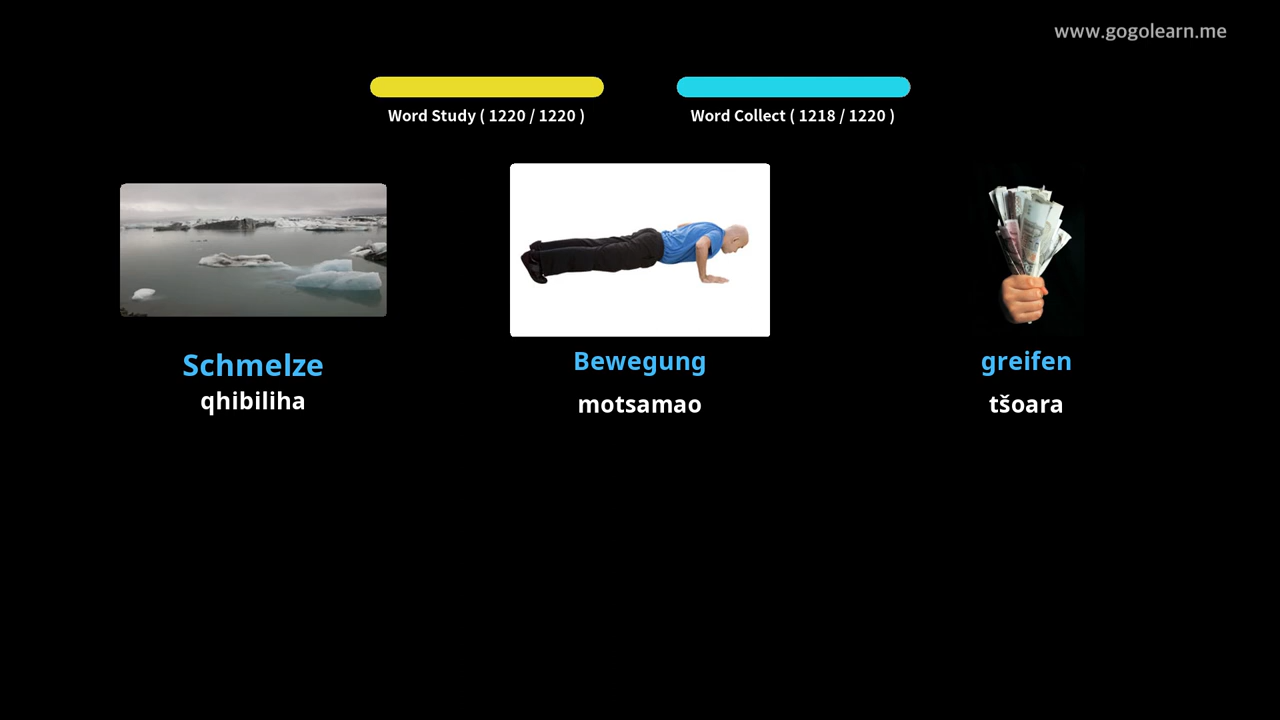 www.gogolearn.me
Word Study ( 1220 / 1220 )
Word Collect ( 1218 / 1220 )
Schmelze
qhibiliha
Bewegung
motsamao
greifen
tšoara